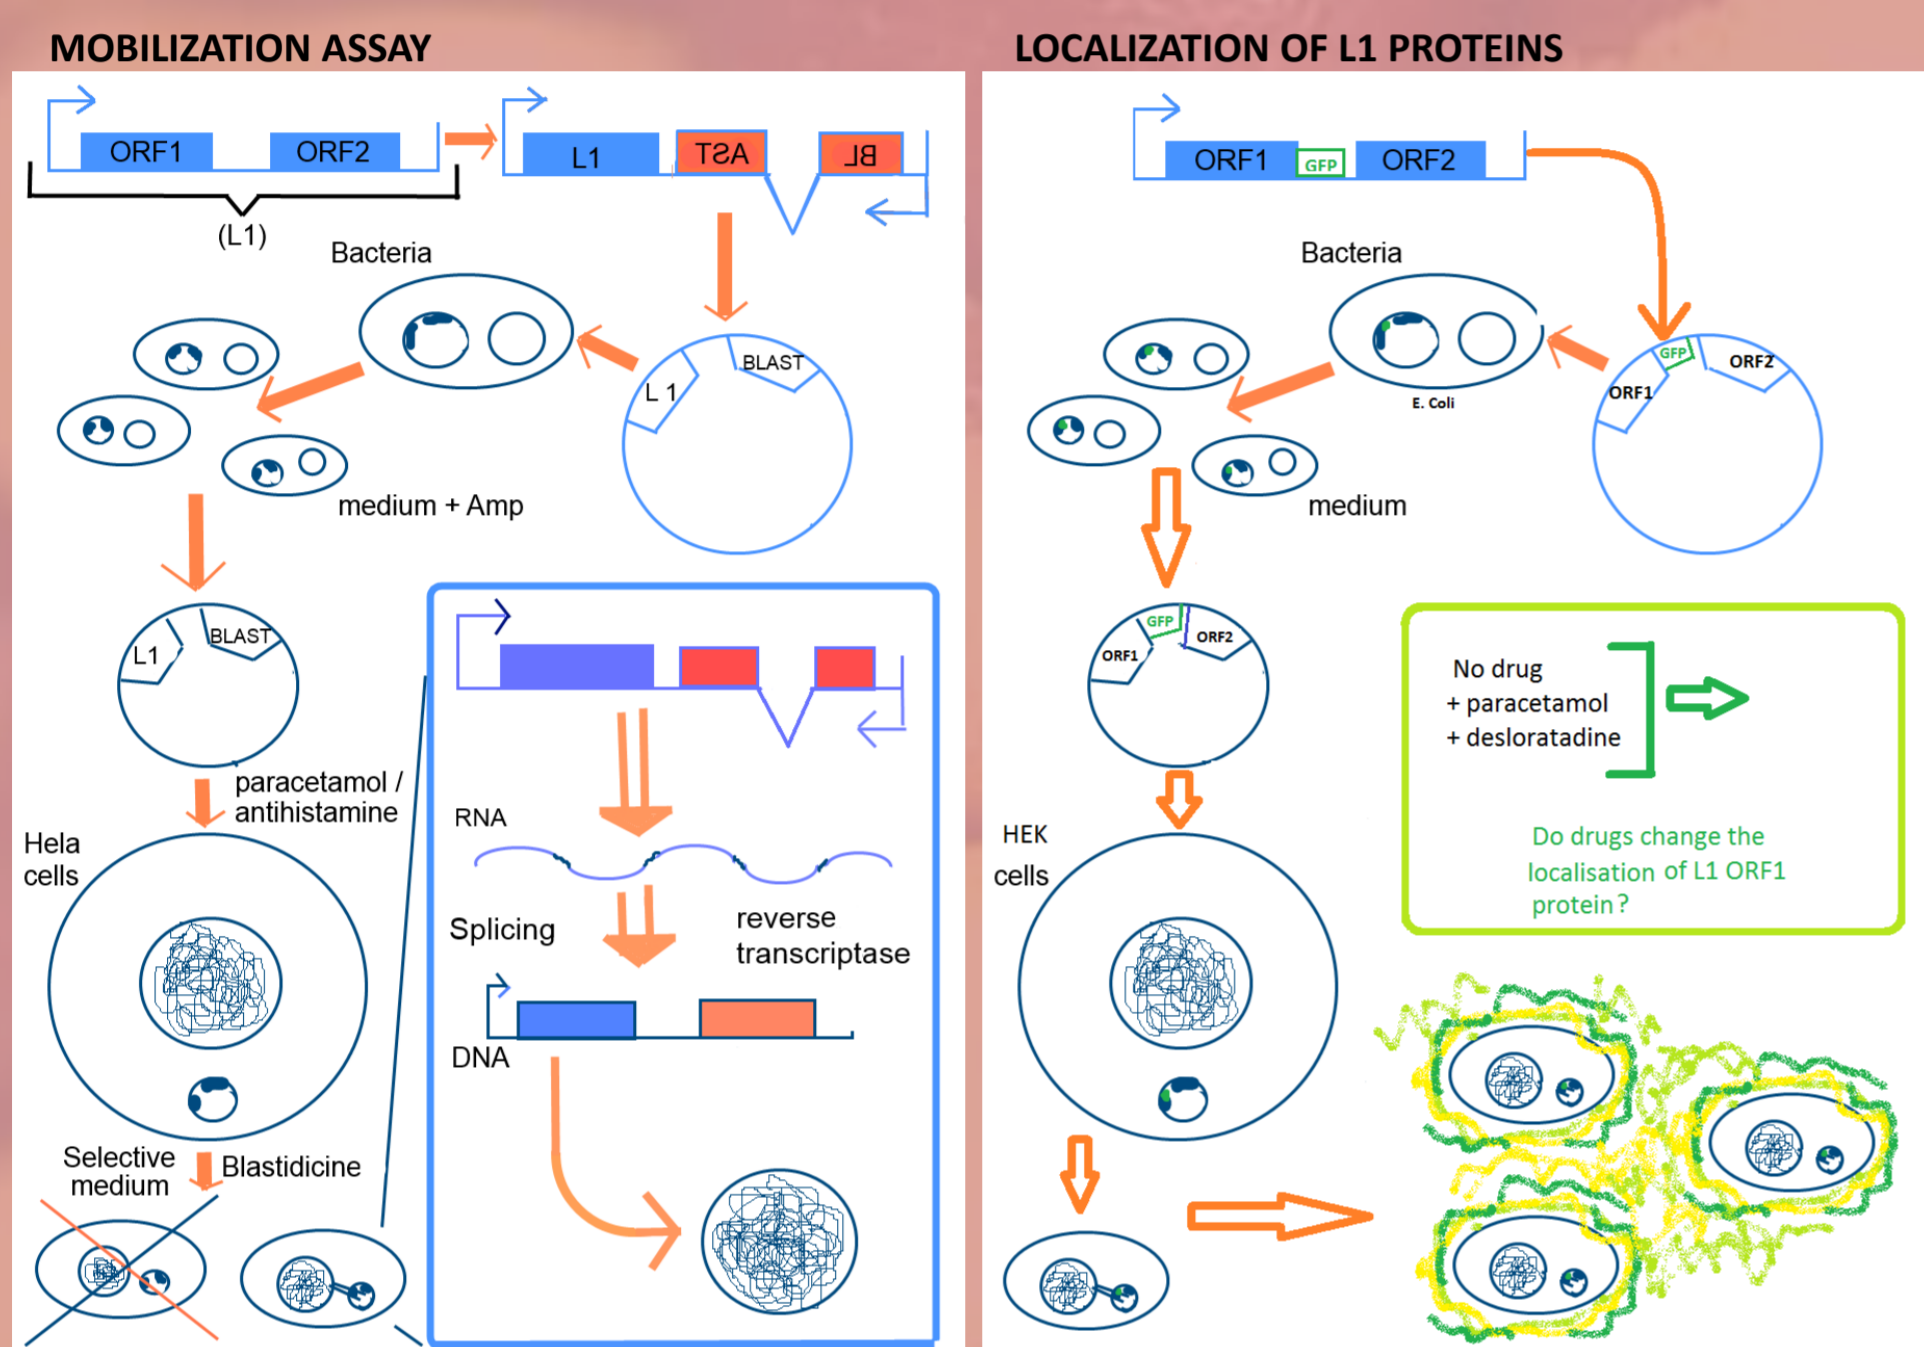 MOBILIZATION ASSAY
ORF1
ORF2
(L1)
L1
TSA
JB
Bacteria
L 1
BLAST
medium + Amp
L1
BLAST
paracetamol /
antihistamine
Hela
cells
Selective
medium
Blastidicine
RNA
Splicing
reverse
transcriptase
DNA
LOCALIZATION OF L1 PROTEINS
ORF1
GFP
ORF2
Bacteria
E. Coli
GFP
ORF1
ORF2
medium
GFP
ORF1
ORF2
HEK
cells
No drug
+ paracetamol
+ desloratadine
Do drugs change the
localisation of L1 ORF1
protein?